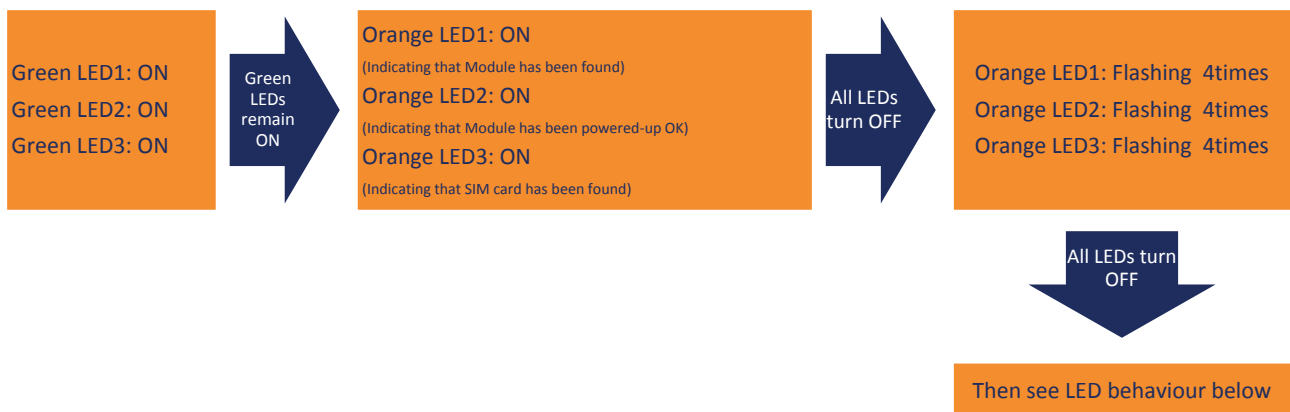 Green LED1: ON
Green LED2: ON
Green LED3: ON
Green
LEDs
remain
ON
Orange LED1: ON
(Indicating that Module has been found)
Orange LED2: ON
(Indicating that Module has been powered-up OK)
Orange LED3: ON
(Indicating that SIM card has been found)
All LEDs
turn OFF
Orange LED1: Flashing 4times
Orange LED2: Flashing 4times
Orange LED3: Flashing 4times
All LEDs turn
OFF
Then see LED behaviour below